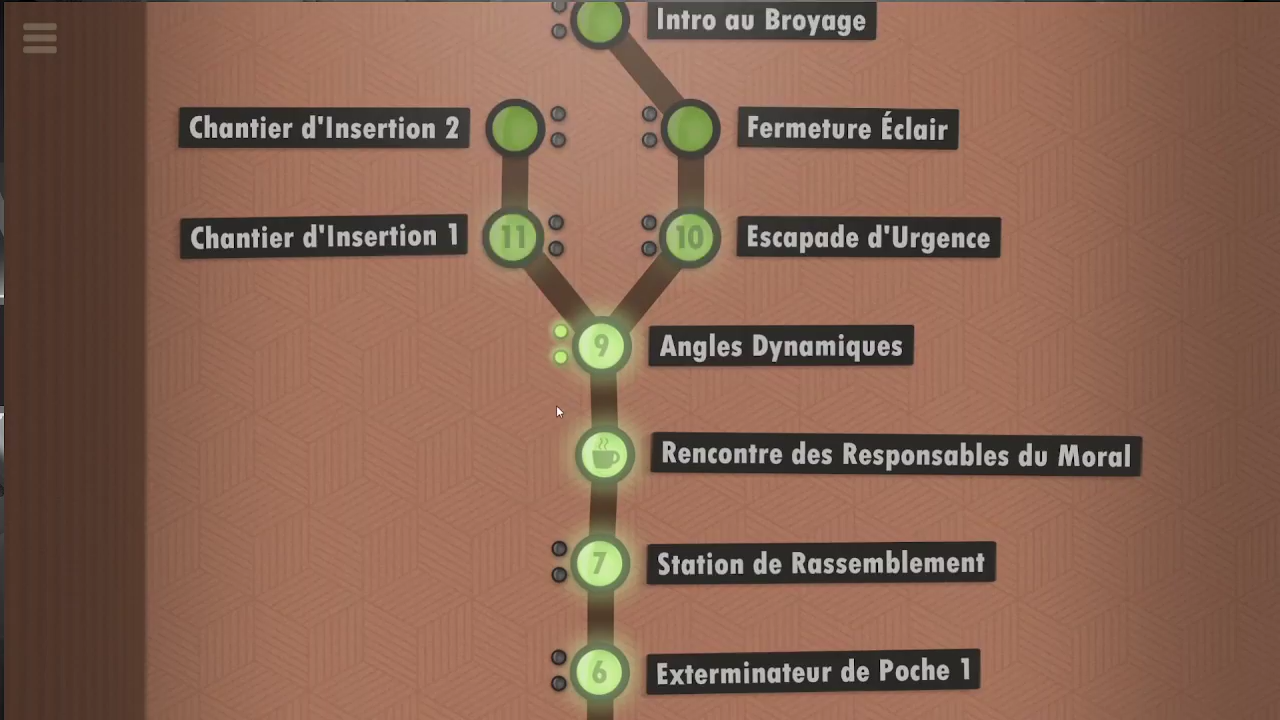 Intro au Broyage
Chantier d'Insertion 2
Fermeture Éclair
Chantier d'Insertion 1
11
10
Escapade d'Urgence
9
Angles Dynamiques
Rencontre des Responsables du Moral
7
Station de Rassemblement
6
Exterminateur de Poche 1